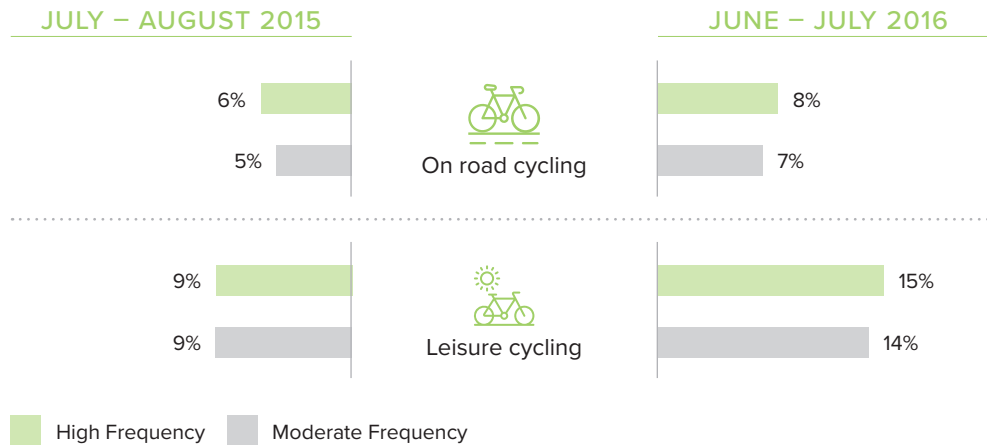 JULY – AUGUST 2015
JUNE – JULY 2016
6%
8%
5%
On road cycling
7%
9%
15%
9%
Leisure cycling
14%
High Frequency
Moderate Frequency